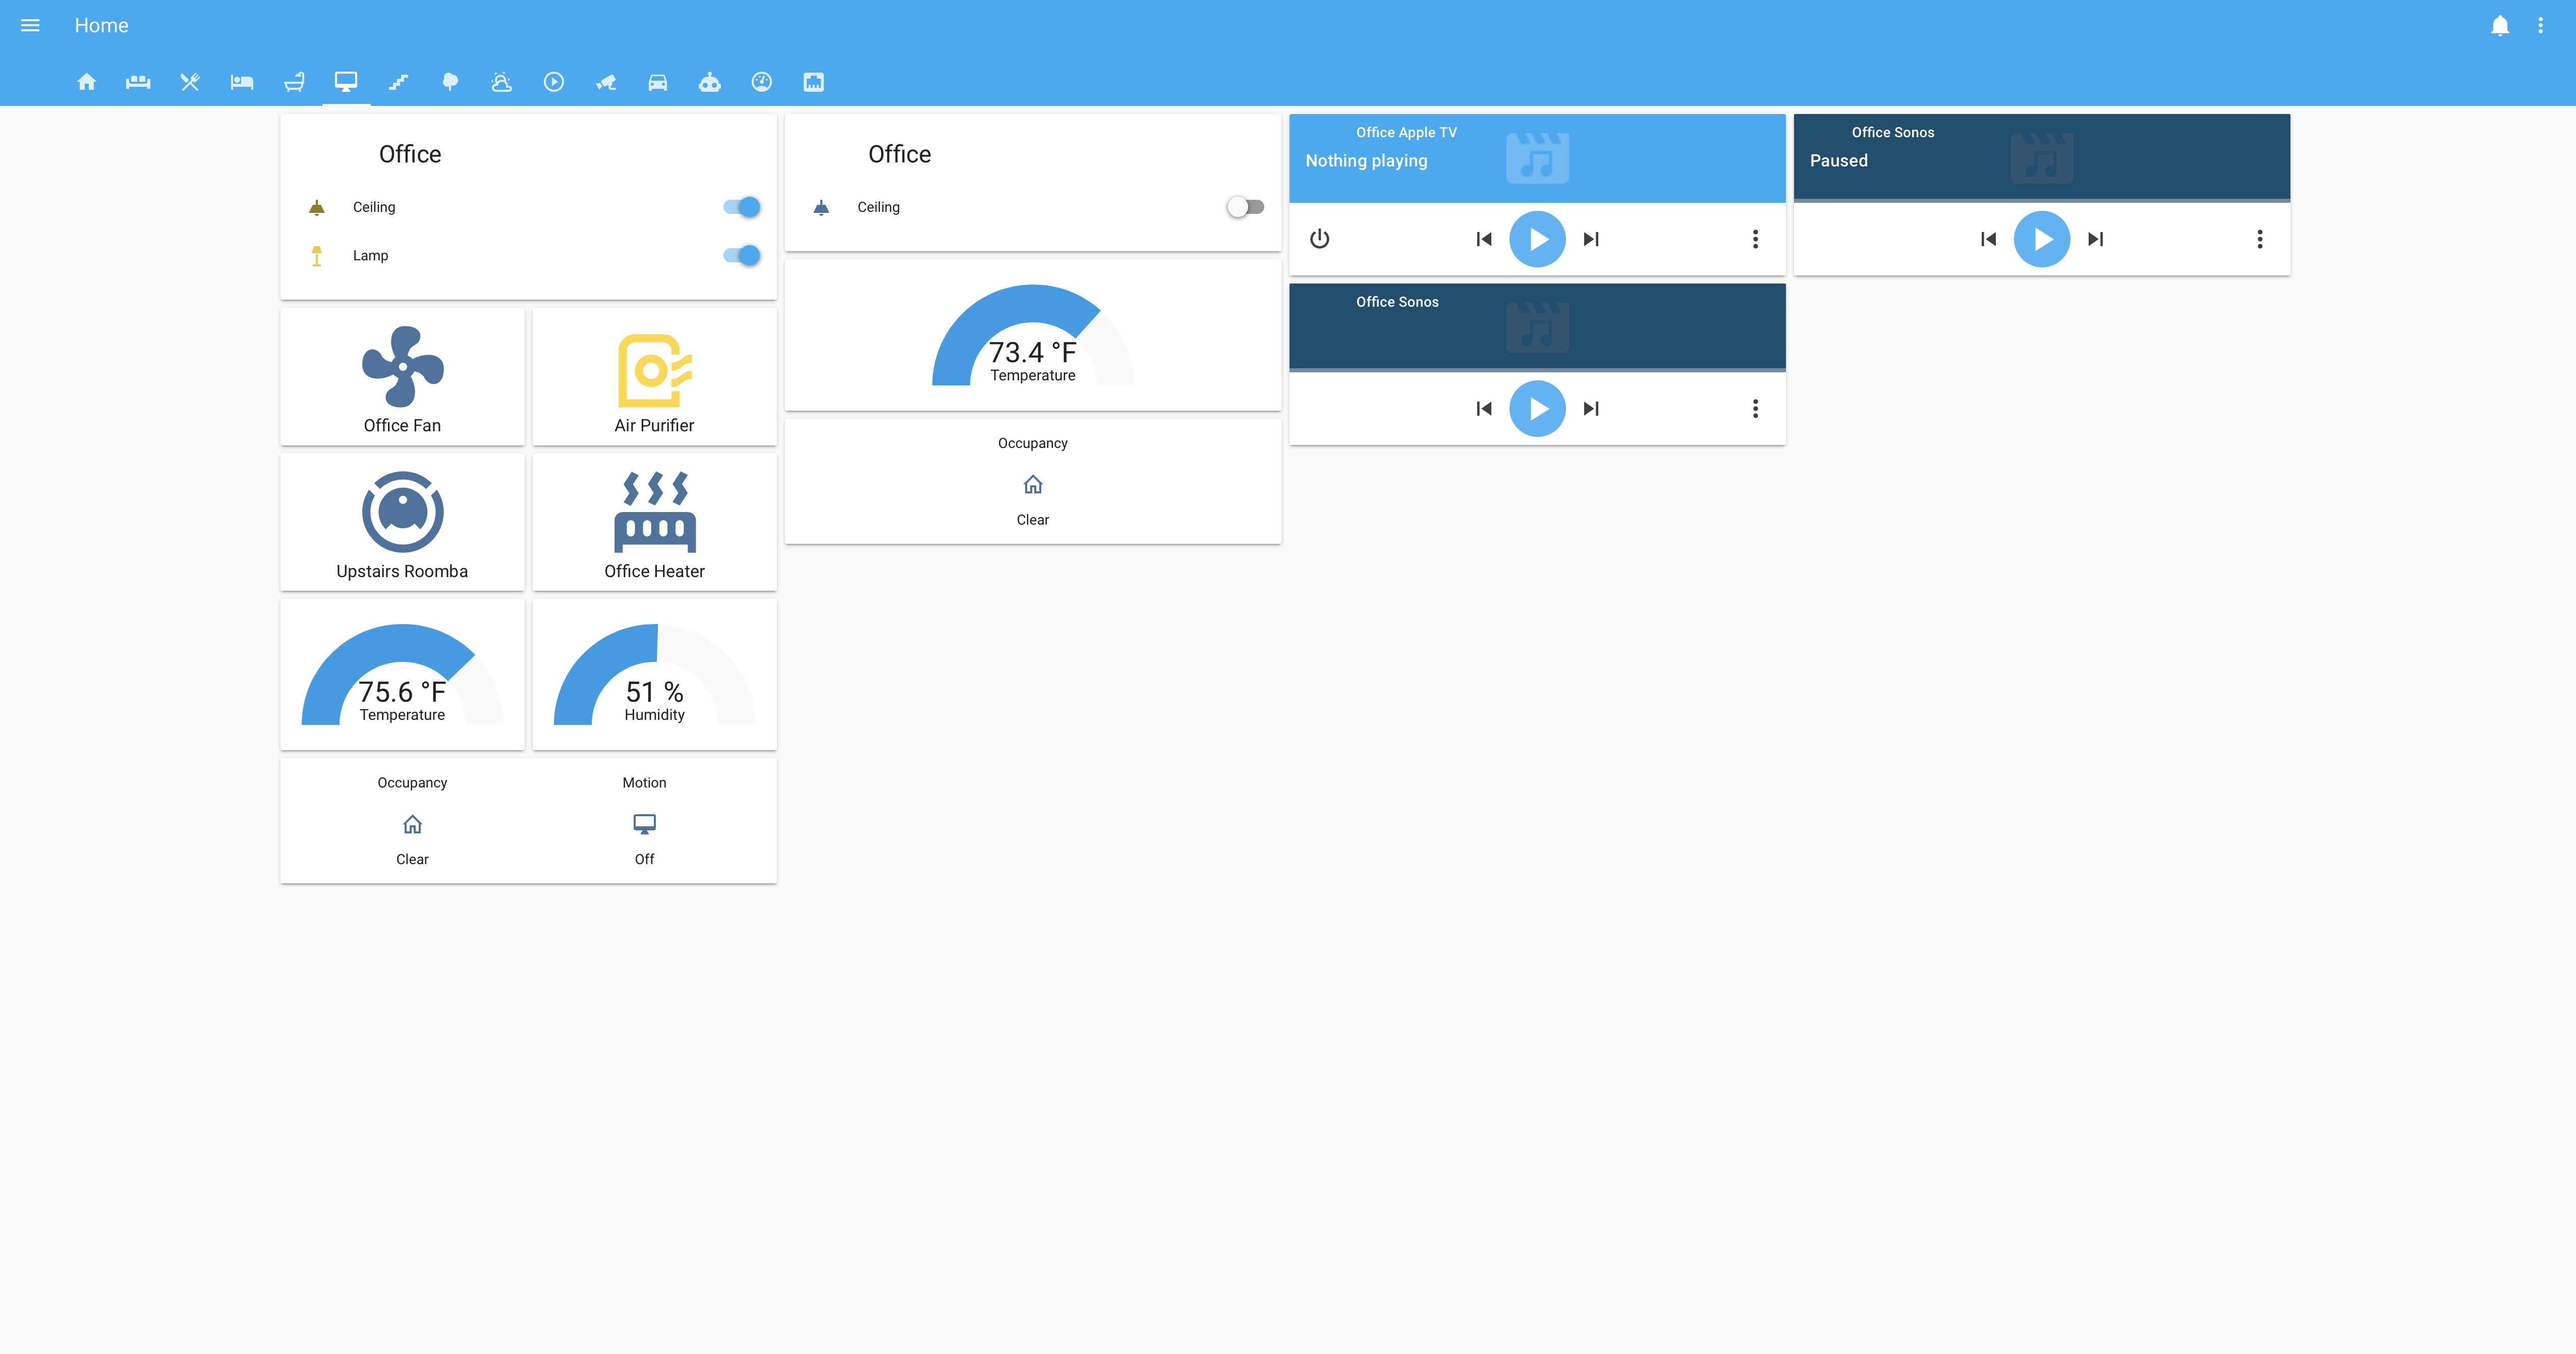 Home
Office
Ceiling
Lamp
Office Fan
Air Purifier
Upstairs Roomba
Office Heater
75.6 °F
Temperature
51 %
Humidity
Occupancy
Motion
Clear
Off
Office
Ceiling
73.4 °F
Temperature
Occupancy
Clear
Office Apple TV
Nothing playing
Office Sonos
Office Sonos
Paused